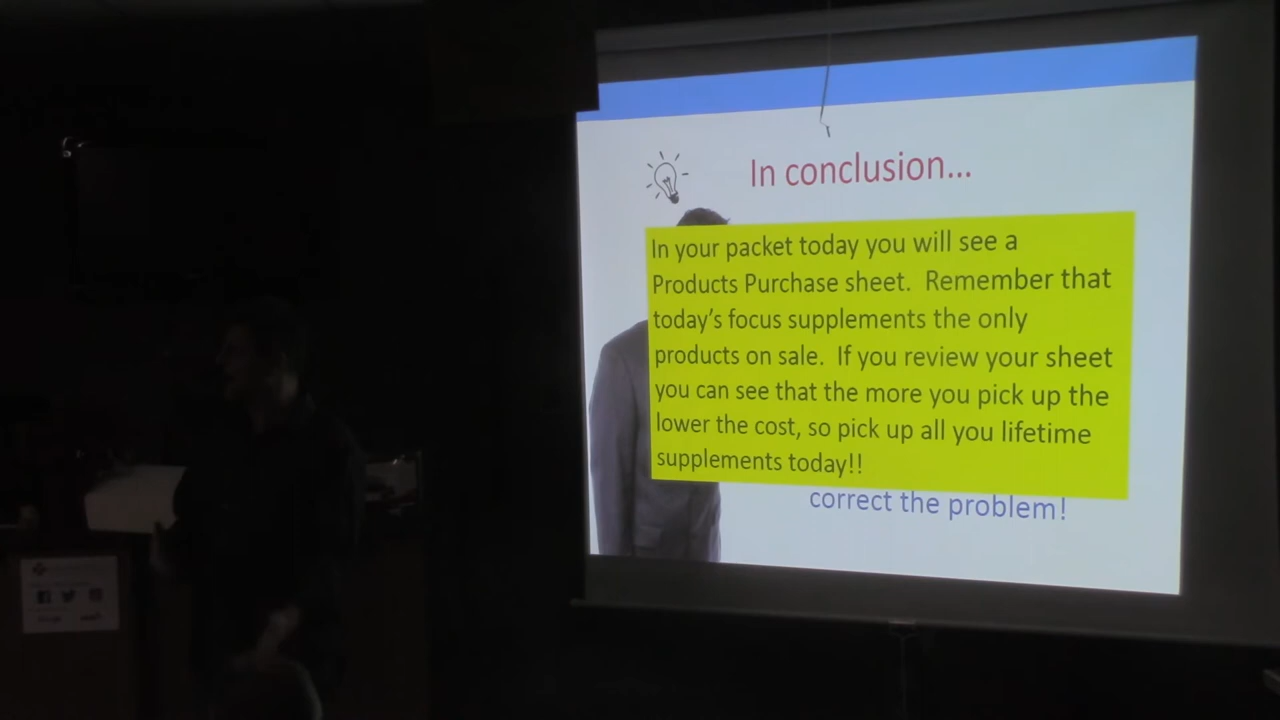 In conclusion...
In your packet today you will see a
Products Purchase sheet. Remember that
today's focus supplements the only
products on sale. If you review your sheet
you can see that the more you pick up the
lower the cost, so pick up all you lifetime
supplements today!!
correct the problem!